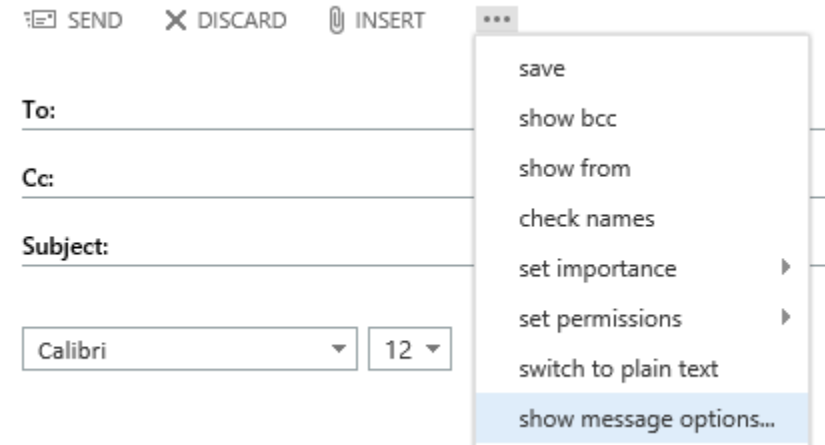 SEND DISCARD INSERT ...
save
To:
show bcc
show from
Cc:
check names
Subject:
set importance
set permissions
Calibri 12
switch to plain text
show message options...